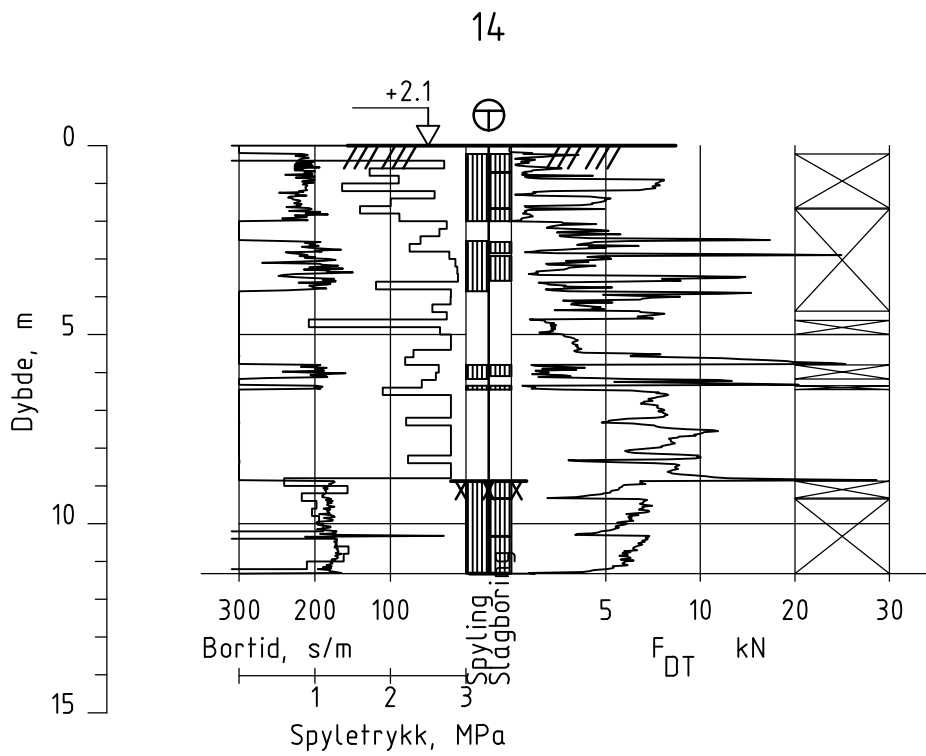 14
+2.1
0
5
10
15
Dybde, m
300 200 100 5 10 20 30
Bortid, s/m
Spyling
Slagboring
F DT kN
1 2 3
Spyletrykk, MPa